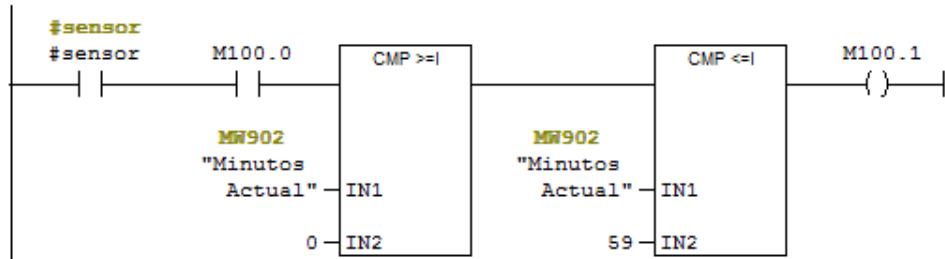 #sensor
#sensor M100.0 CMP >=I CMP <=I M100.1
MW902 MW902
"Minutos "Minutos
Actual" IN1 Actual" IN1
0 IN2 59 IN2